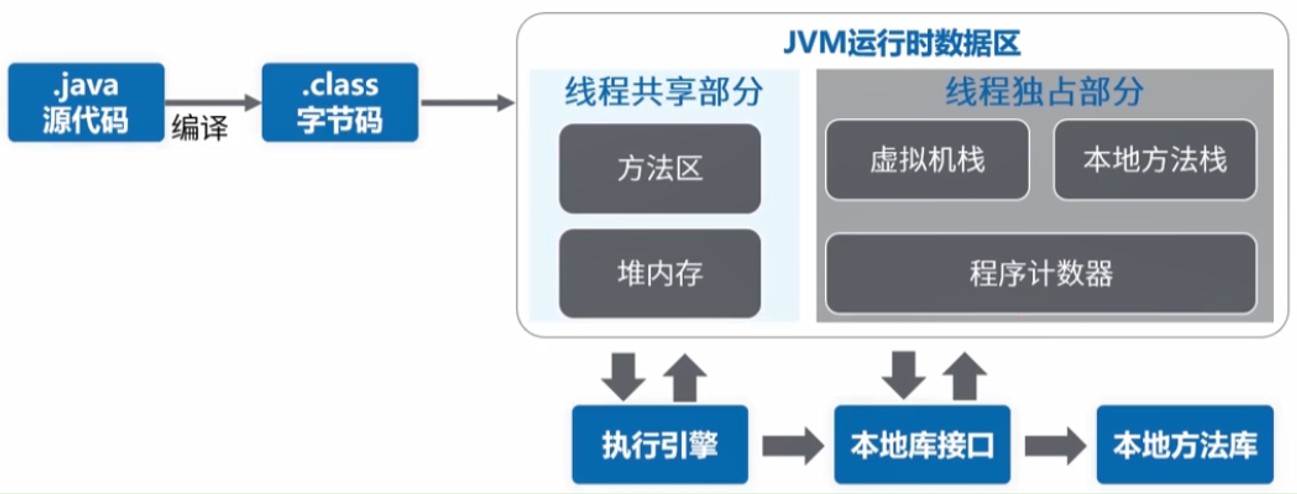 JVM运行时数据区
.java
源代码
编译
.class
字节码
线程共享部分
线程独占部分
方法区
虚拟机栈
本地方法栈
堆内存
程序计数器
执行引擎
本地库接口
本地方法库